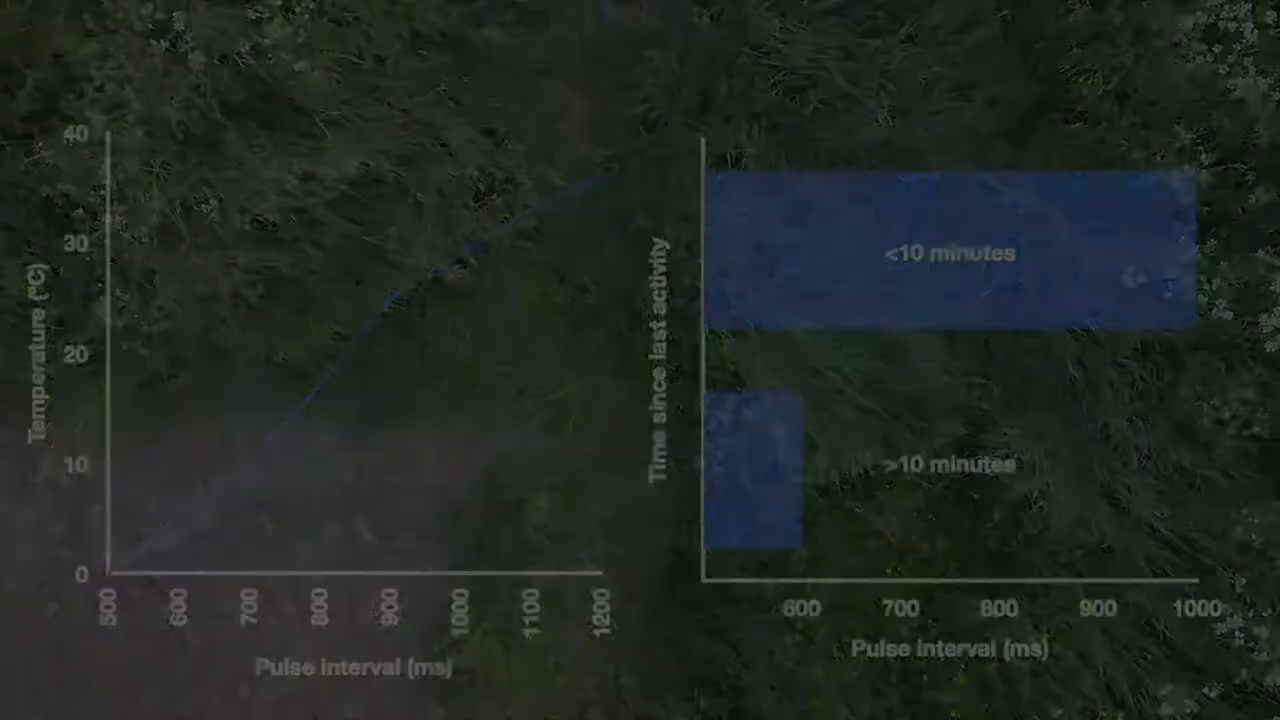 40
30
20
10
0
Temperature (°C)
500 600 700 800 900 1000 1100 1200
Pulse interval (ms)
Time since last activity
<10 minutes
>10 minutes
600 700 800 900 1000
Pulse interval (ms)